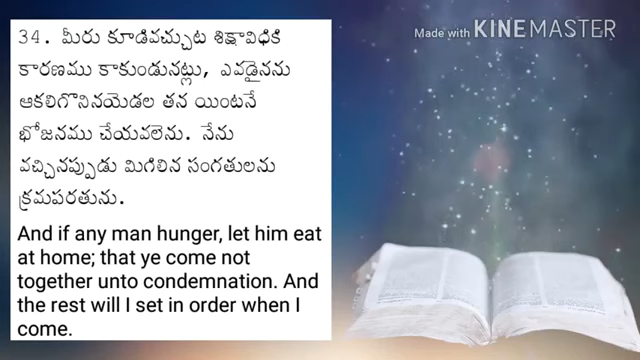 34. మీరు కూడివచ్చుట శిక్షావిధికి
కారణము కాకుండునట్లు, ఎవడైనను
ఆకలిగొనినయెడల తన యింటనే
భోజనము చేయవలెను. నేను
వచ్చినప్పుడు మిగిలిన సంగతులను
క్రమపరతును.
And if any man hunger, let him eat
at home; that ye come not
together unto condemnation. And
the rest will I set in order when I
come.
Made with KINEMASTER